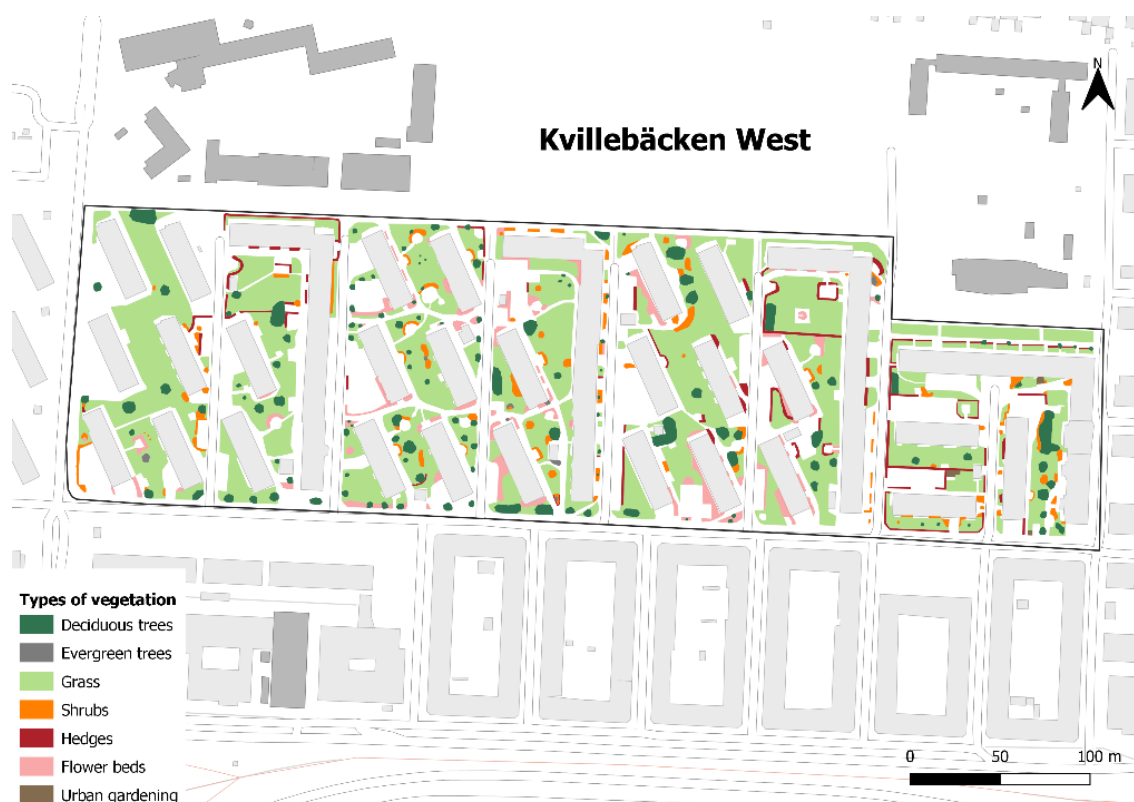 N
Kvillebäcken West
Types of vegetation
Deciduous trees
Evergreen trees
Grass
Shrubs
Hedges
Flower beds
Urban gardening
0 50 100 m